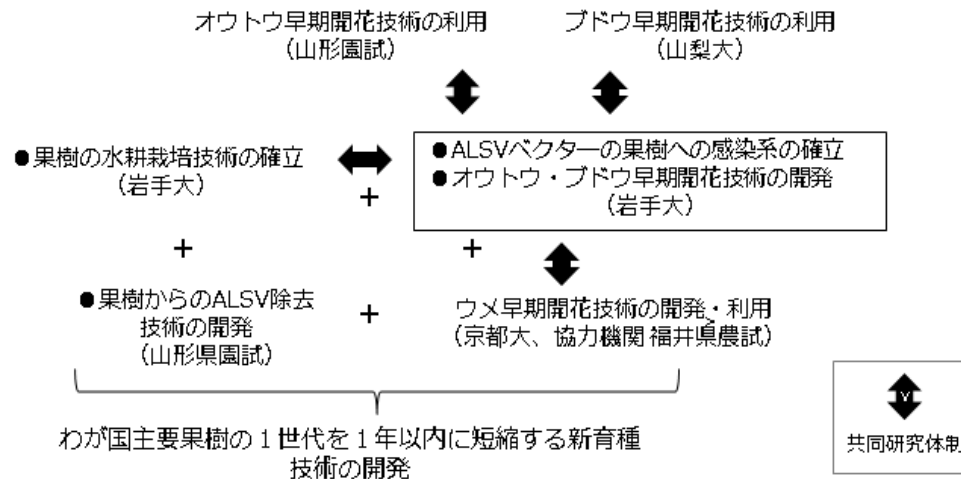 オウトウ早期開花技術の利用
（山形園試）
ブドウ早期開花技術の利用
（山梨大）
●果樹の水耕栽培技術の確立
（岩手大）
+
●ALSVベクターの果樹への感染系の確立
●オウトウ・ブドウ早期開花技術の開発
（岩手大）
+
+
●果樹からのALSV除去
技術の開発
（山形県園試）
+
ウメ早期開花技術の開発・利用
（京都大、協力機関 福井県農試）
わが国主要果樹の１世代を１年以内に短縮する新育種
技術の開発
共同研究体制